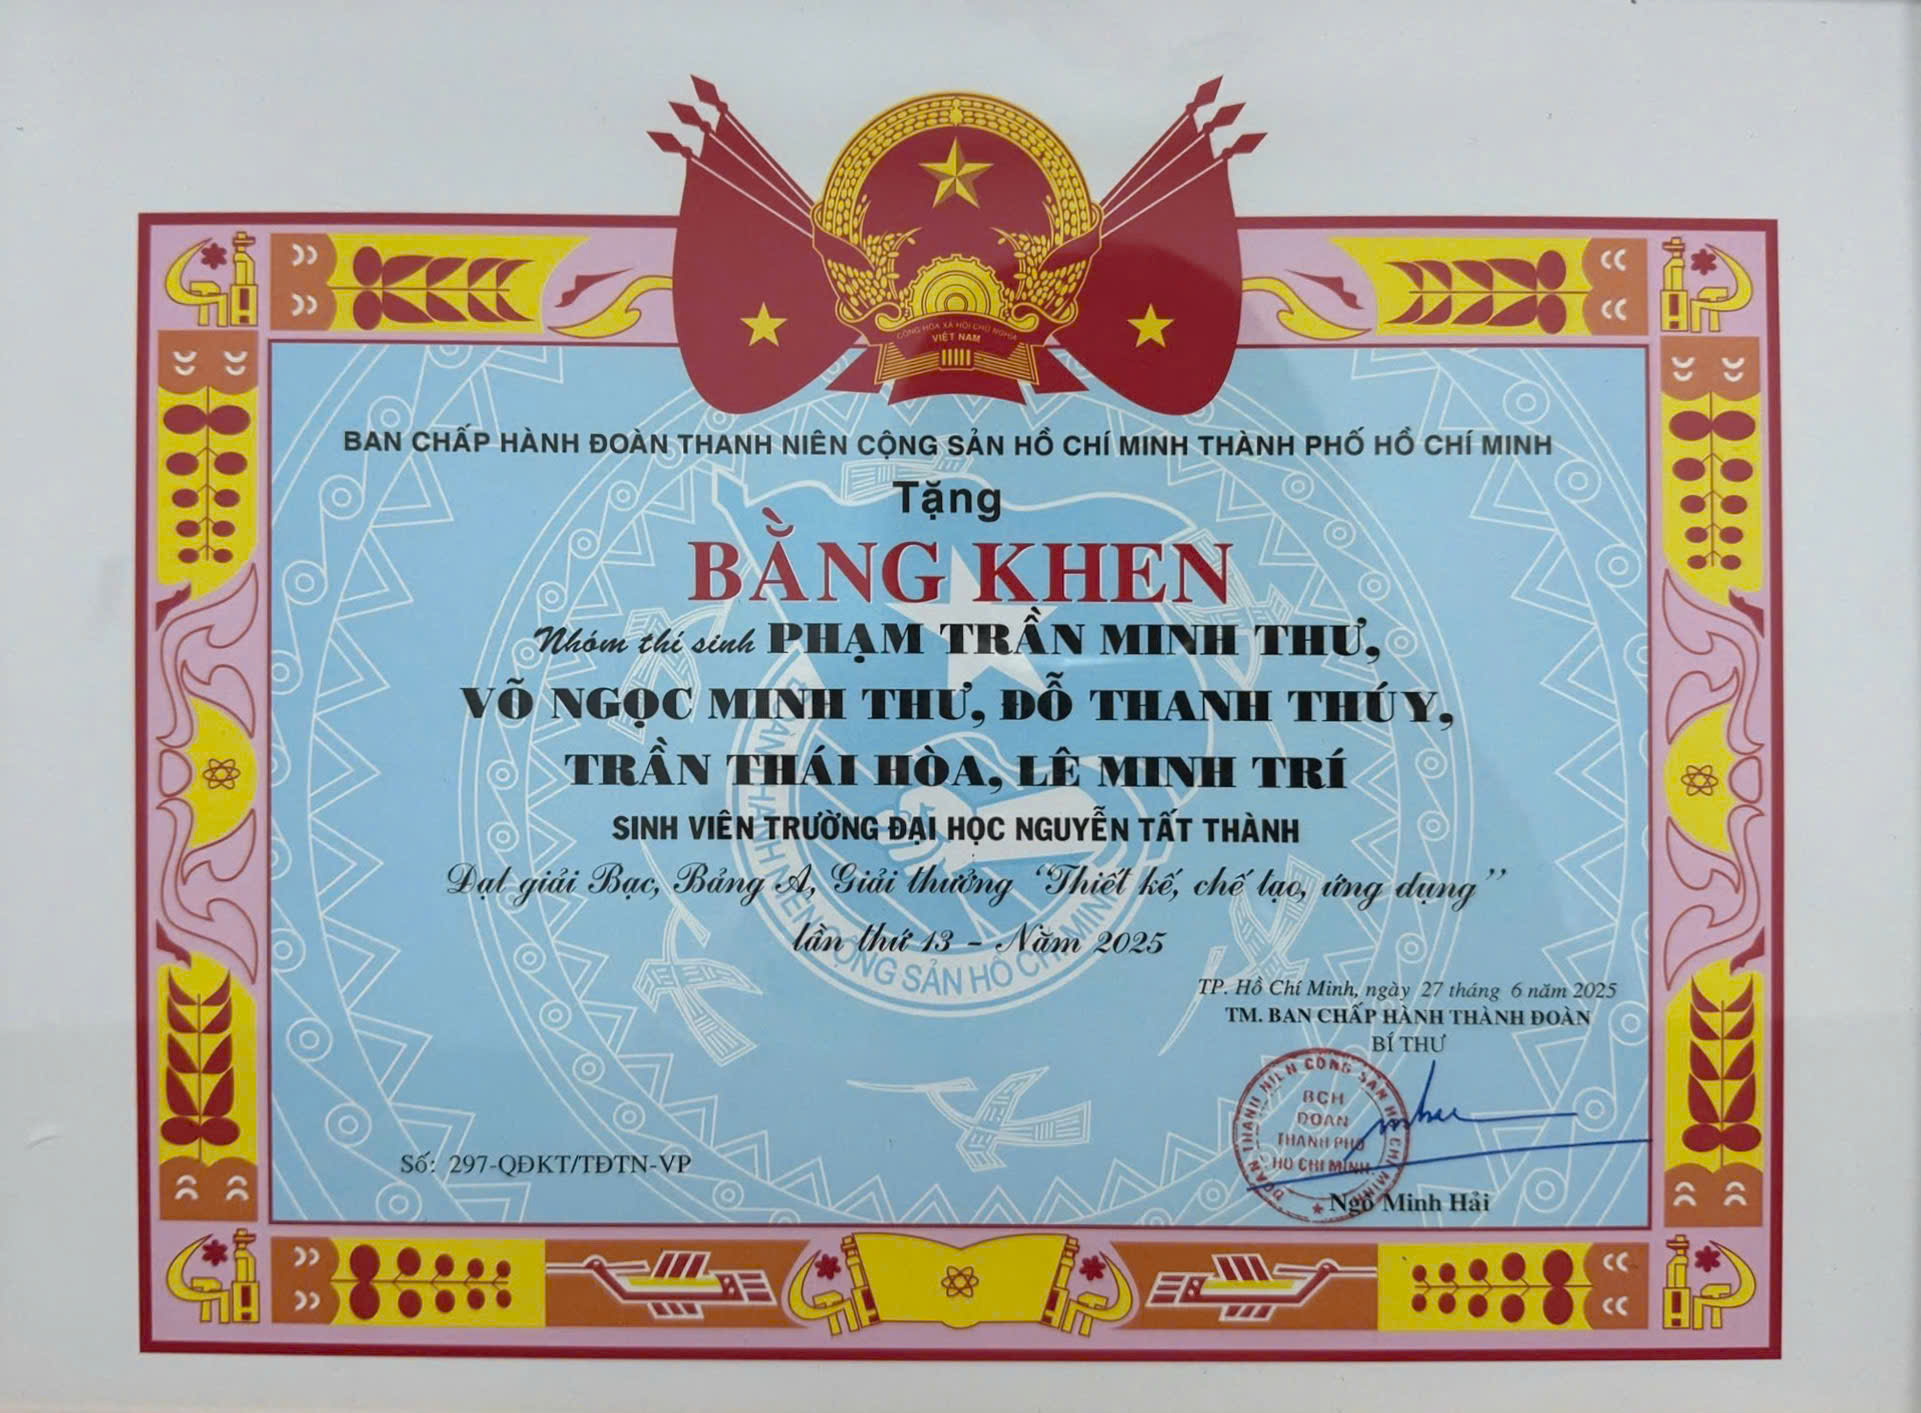 CỘNG HÒA XÃ HỘI CHỦ NGHĨA
VIỆT NAM
BAN CHẤP HÀNH ĐOÀN THANH NIÊN CỘNG SẢN HỒ CHÍ MINH THÀNH PHỐ HỒ CHÍ MINH
Tặng
BẰNG KHEN
Nhóm thí sinh PHẠM TRẦN MINH THƯ,
VÕ NGỌC MINH THƯ, ĐỖ THANH THÚY,
TRẦN THÁI HÒA, LÊ MINH TRÍ
SINH VIÊN TRƯỜNG ĐẠI HỌC NGUYỄN TẤT THÀNH
Đạt giải Bạc, Bảng A, Giải thưởng “Thiết kế, chế tạo, ứng dụng”
lần thứ 13 - Năm 2025
TP. Hồ Chí Minh, ngày 27 tháng 6 năm 2025
TM. BAN CHẤP HÀNH THÀNH ĐOÀN
BÍ THƯ
BCH
ĐOÀN
THÀNH PHỐ
HỒ CHÍ MINH
Số: 297-QĐKT/TĐTN-VP
Ngô Minh Hải